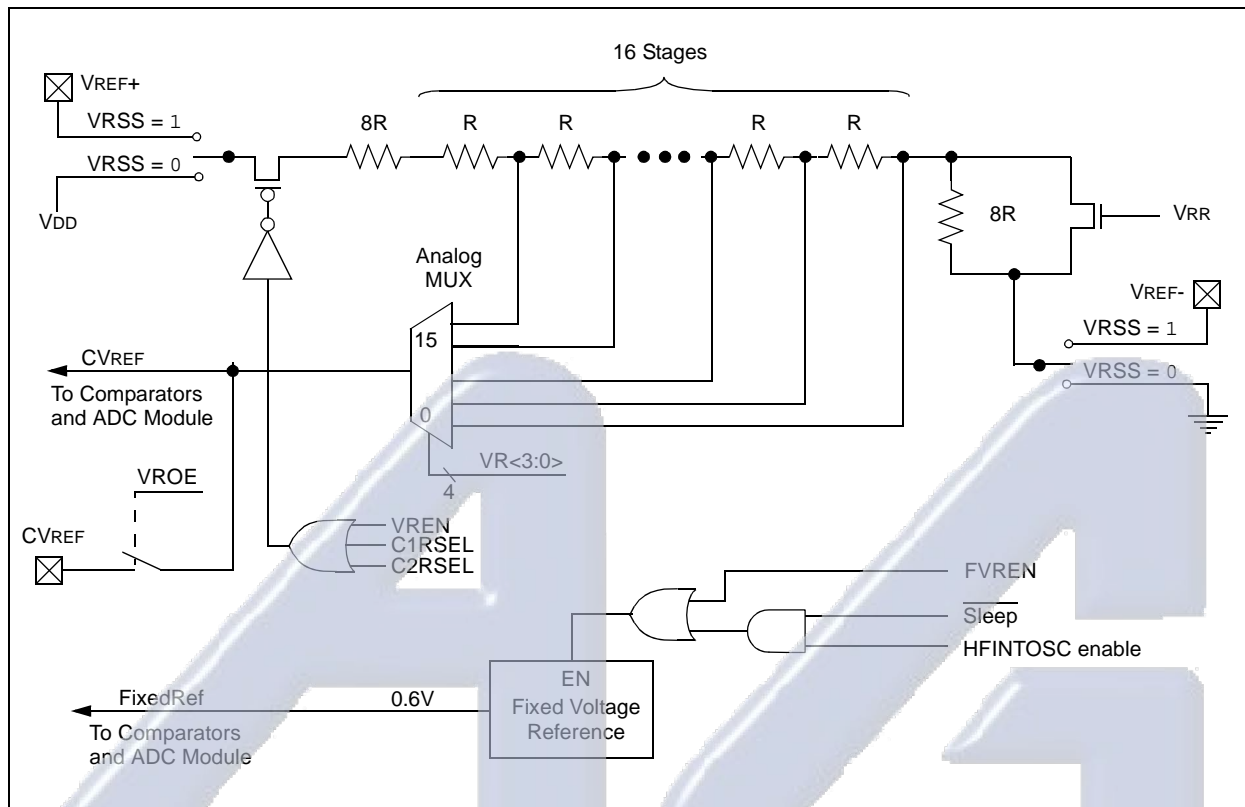 16 Stages
VREF+
VRSS = 1
8R
R
R
R
R
VRSS = 0
VDD
8R
VRR
Analog
MUX
VREF-
15
VRSS = 1
CVREF
VRSS = 0
To Comparators
and ADC Module
0
VR<3:0>
4
VROE
CVREF
VREN
C1RSEL
C2RSEL
FVREN
Sleep
HFINTOSC enable
EN
FixedRef
0.6V
Fixed Voltage
Reference
To Comparators
and ADC Module